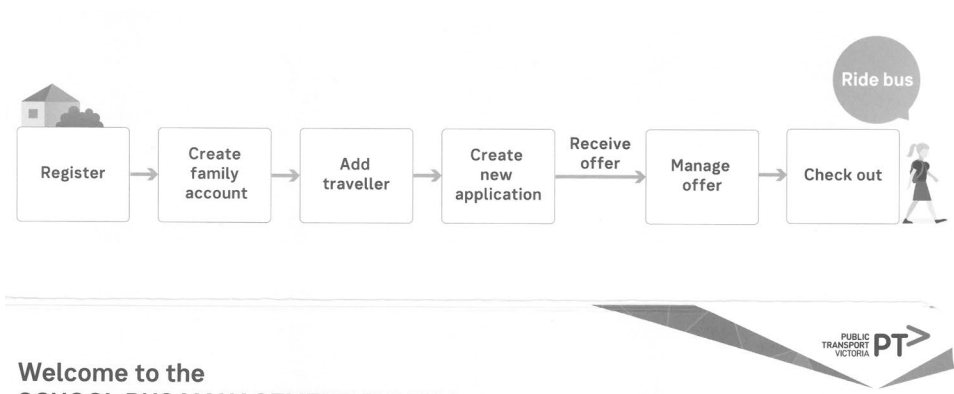 Ride bus
Register
Create
family
account
Add
traveller
Create
new
application
Receive
offer
Manage
offer
Check out
PUBLIC
TRANSPORT
VICTORIA
PT>
Welcome to the